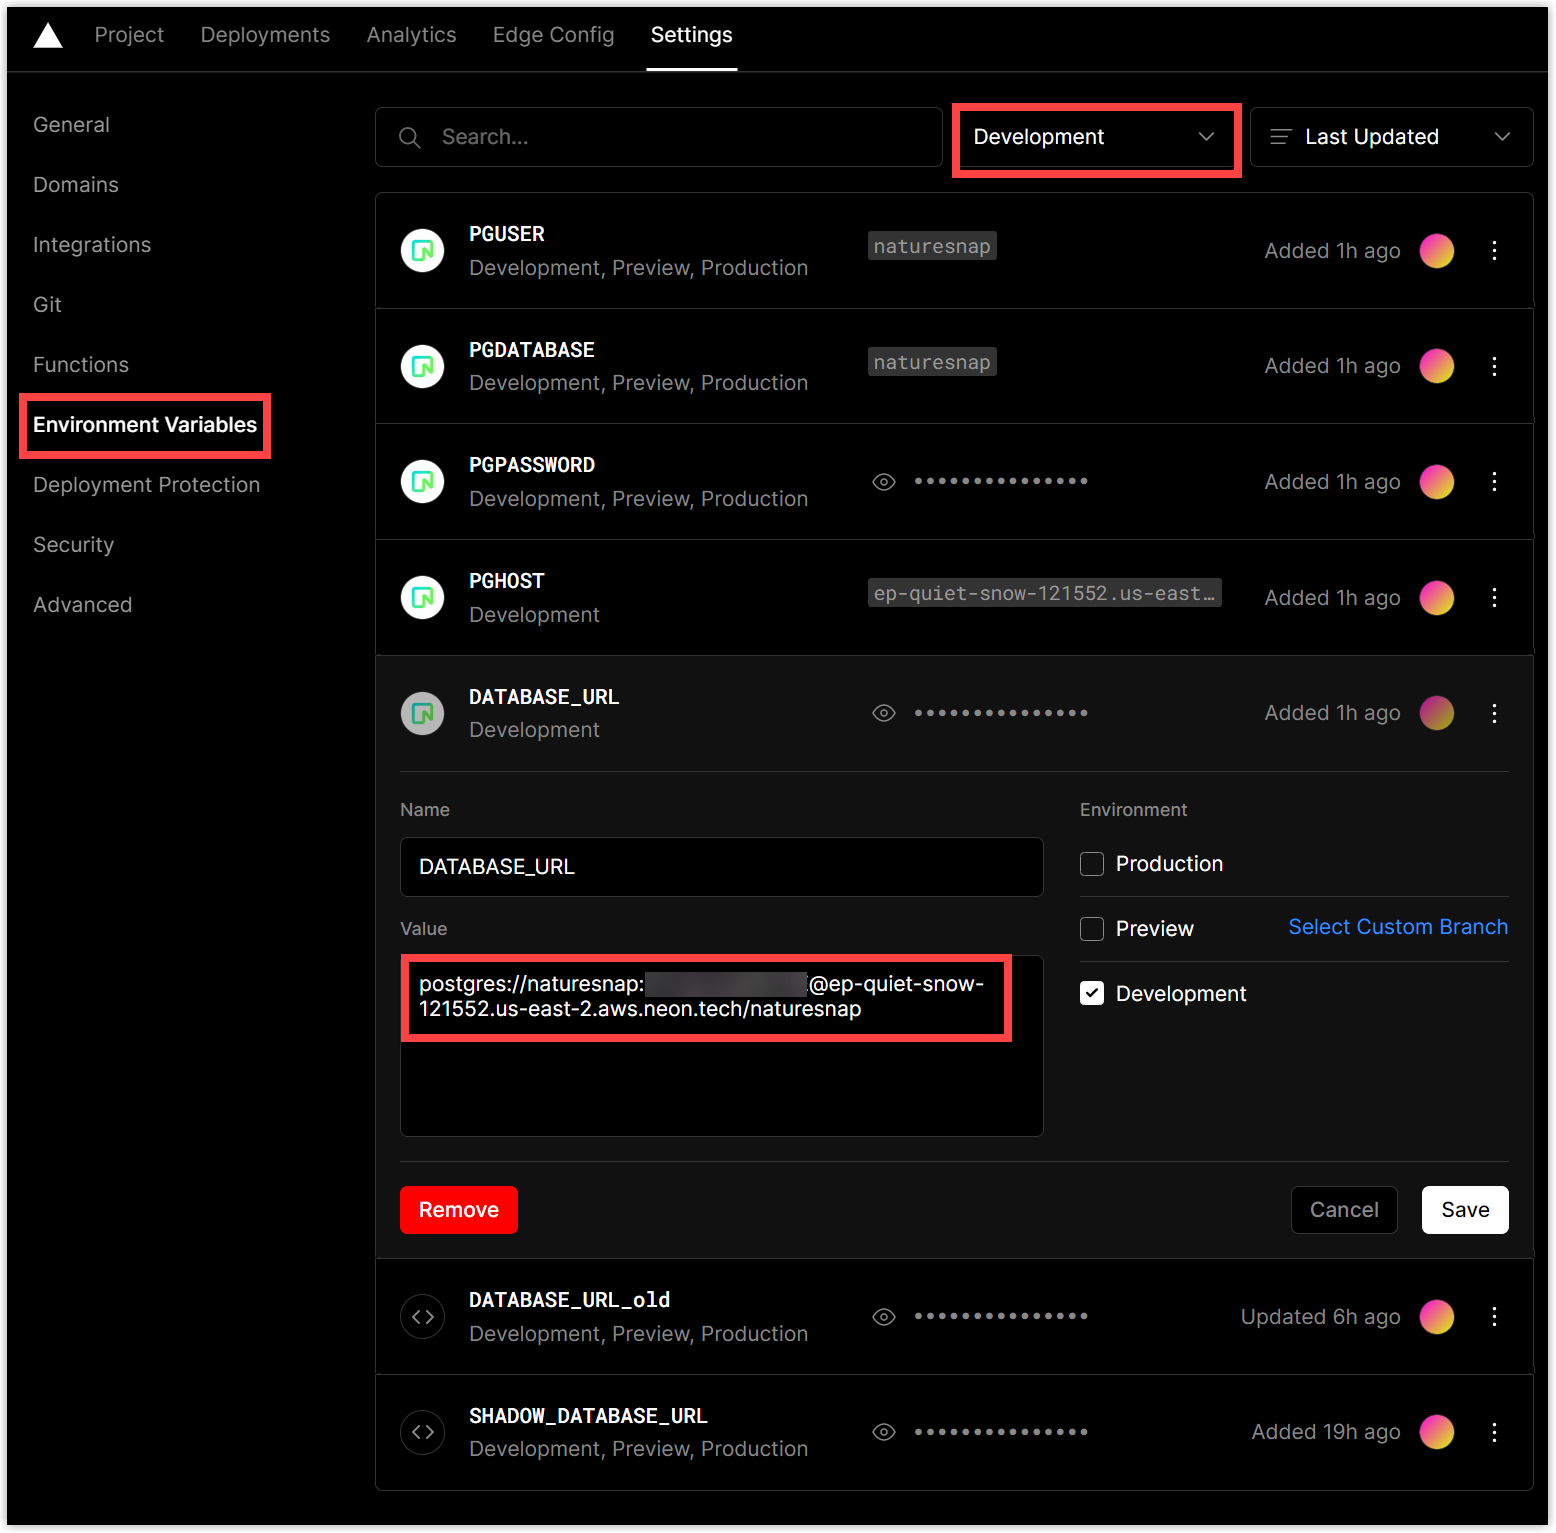 Project Deployments Analytics Edge Config Settings
General
Domains
Integrations
Git
Functions
Environment Variables
Deployment Protection
Security
Advanced
Search...
Development
Last Updated
PGUSER
Development, Preview, Production
naturesnap
Added 1h ago
PGDATABASE
Development, Preview, Production
naturesnap
Added 1h ago
PGPASSWORD
Development, Preview, Production
•••••••••••••••
Added 1h ago
PGHOST
Development
ep-quiet-snow-121552.us-east…
Added 1h ago
DATABASE_URL
Development
•••••••••••••••
Added 1h ago
Name
DATABASE_URL
Value
postgres://naturesnap: @ep-quiet-snow-
121552.us-east-2.aws.neon.tech/naturesnap
Environment
Production
Preview Select Custom Branch
Development
Remove
Cancel
Save
DATABASE_URL_old
Development, Preview, Production
•••••••••••••••
Updated 6h ago
SHADOW_DATABASE_URL
Development, Preview, Production
•••••••••••••••
Added 19h ago